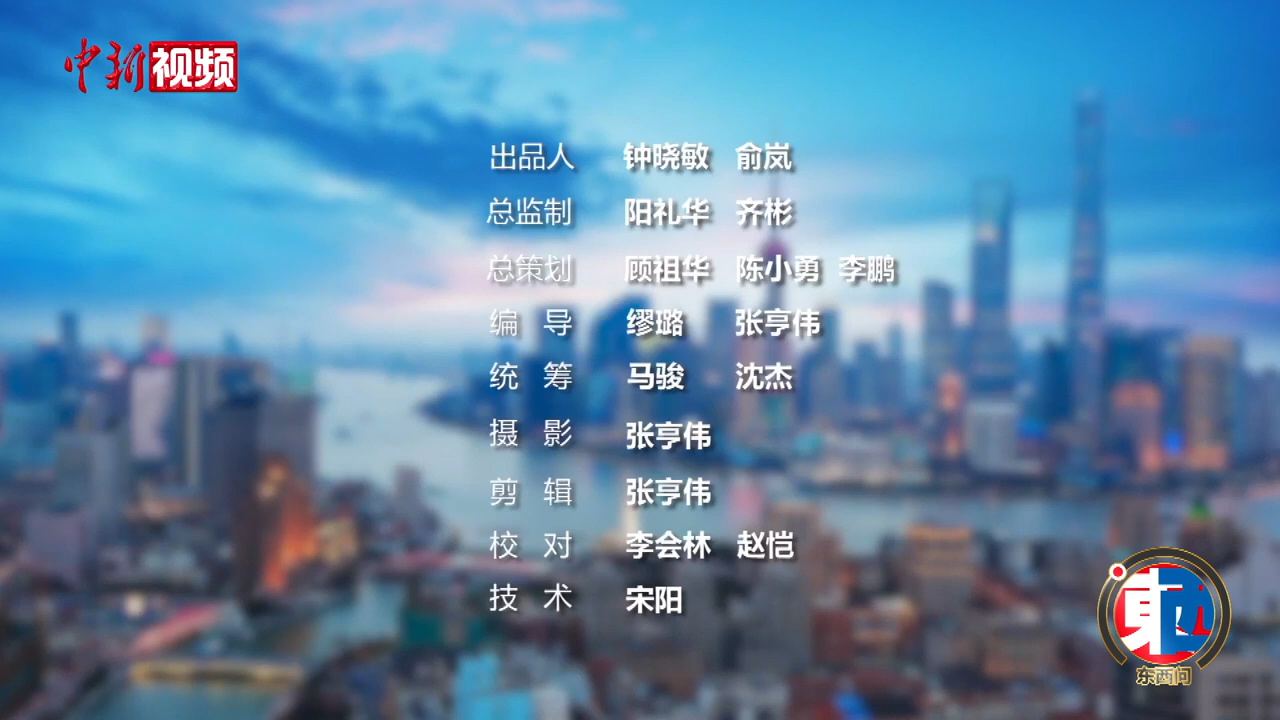 中新视频
出品人 钟晓敏 俞岚
总监制 阳礼华 齐彬
总策划 顾祖华 陈小勇 李鹏
编 导 缪璐 张亨伟
统 筹 马骏 沈杰
摄 影 张亨伟
剪 辑 张亨伟
校 对 李会林 赵恺
技 术 宋阳
東
东西问